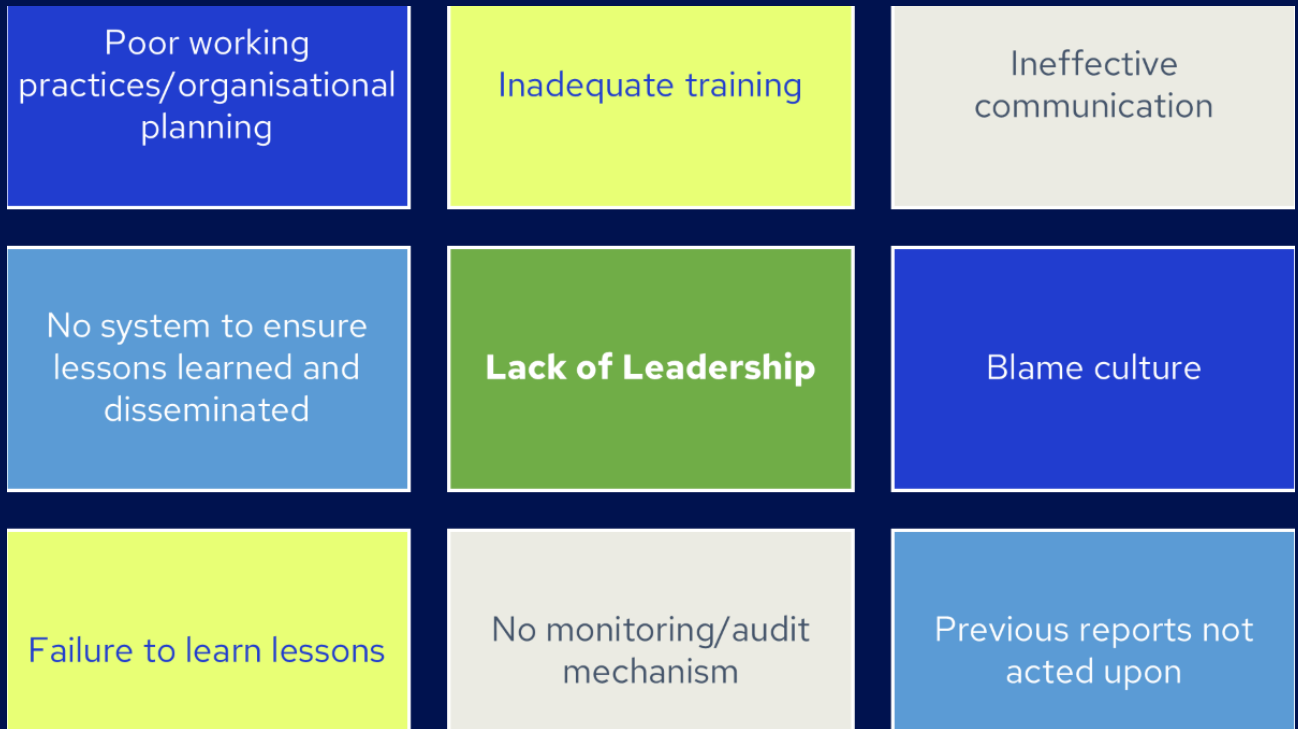 Poor working
practices/organisational
planning
Inadequate training
Ineffective
communication
No system to ensure
lessons learned and
disseminated
Lack of Leadership
Blame culture
Failure to learn lessons
No monitoring/audit
mechanism
Previous reports not
acted upon